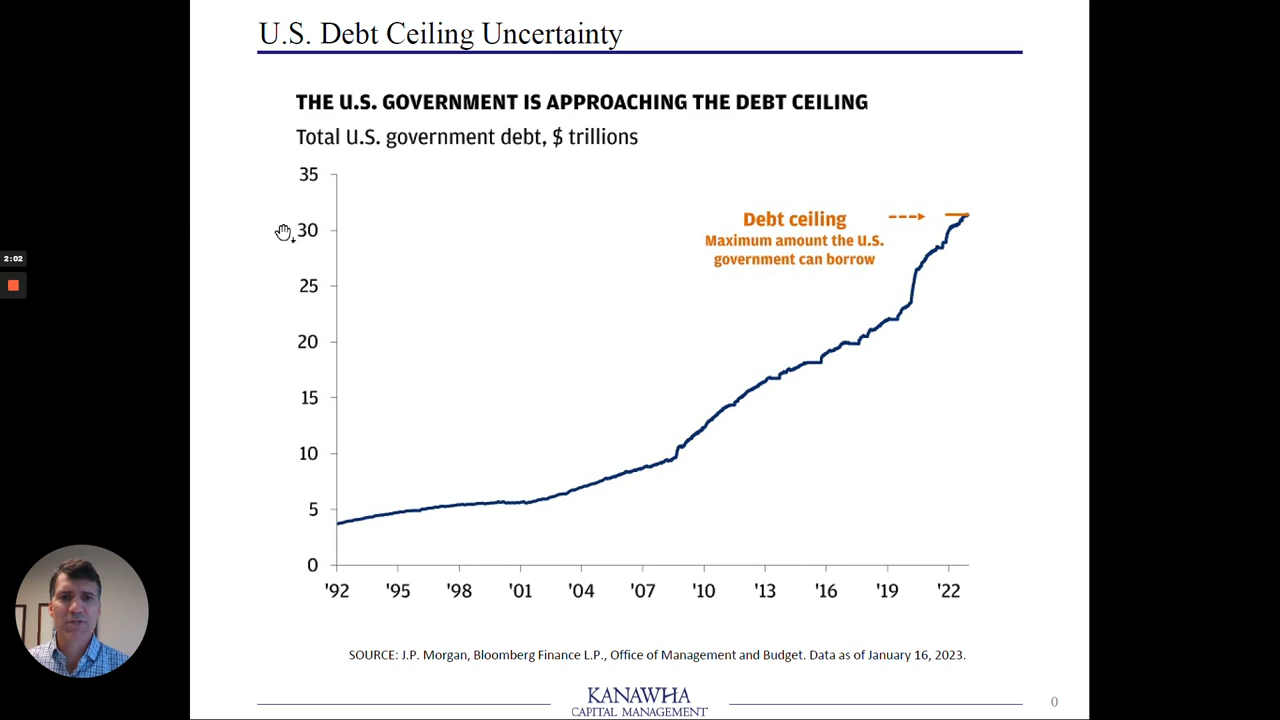 U.S. Debt Ceiling Uncertainty
THE U.S. GOVERNMENT IS APPROACHING THE DEBT CEILING
Total U.S. government debt, $ trillions
35
30
25
20
15
10
5
0
Debt ceiling
Maximum amount the U.S.
government can borrow
2:02
'92 '95 '98 '01 '04 '07 '10 '13 '16 '19 '22
SOURCE: J.P. Morgan, Bloomberg Finance L.P., Office of Management and Budget. Data as of January 16, 2023.
KANAWHA
CAPITAL MANAGEMENT
0